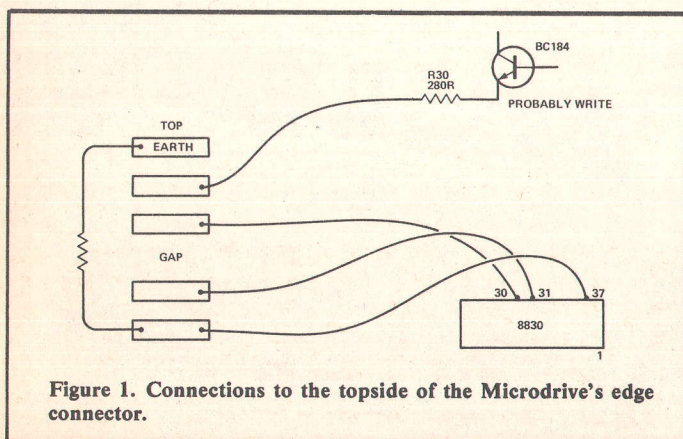 BC184
R30
280R
PROBABLY WRITE
TOP
EARTH
GAP
30 31 37
8830
1
Figure 1. Connections to the topside of the Microdrive's edge
connector.